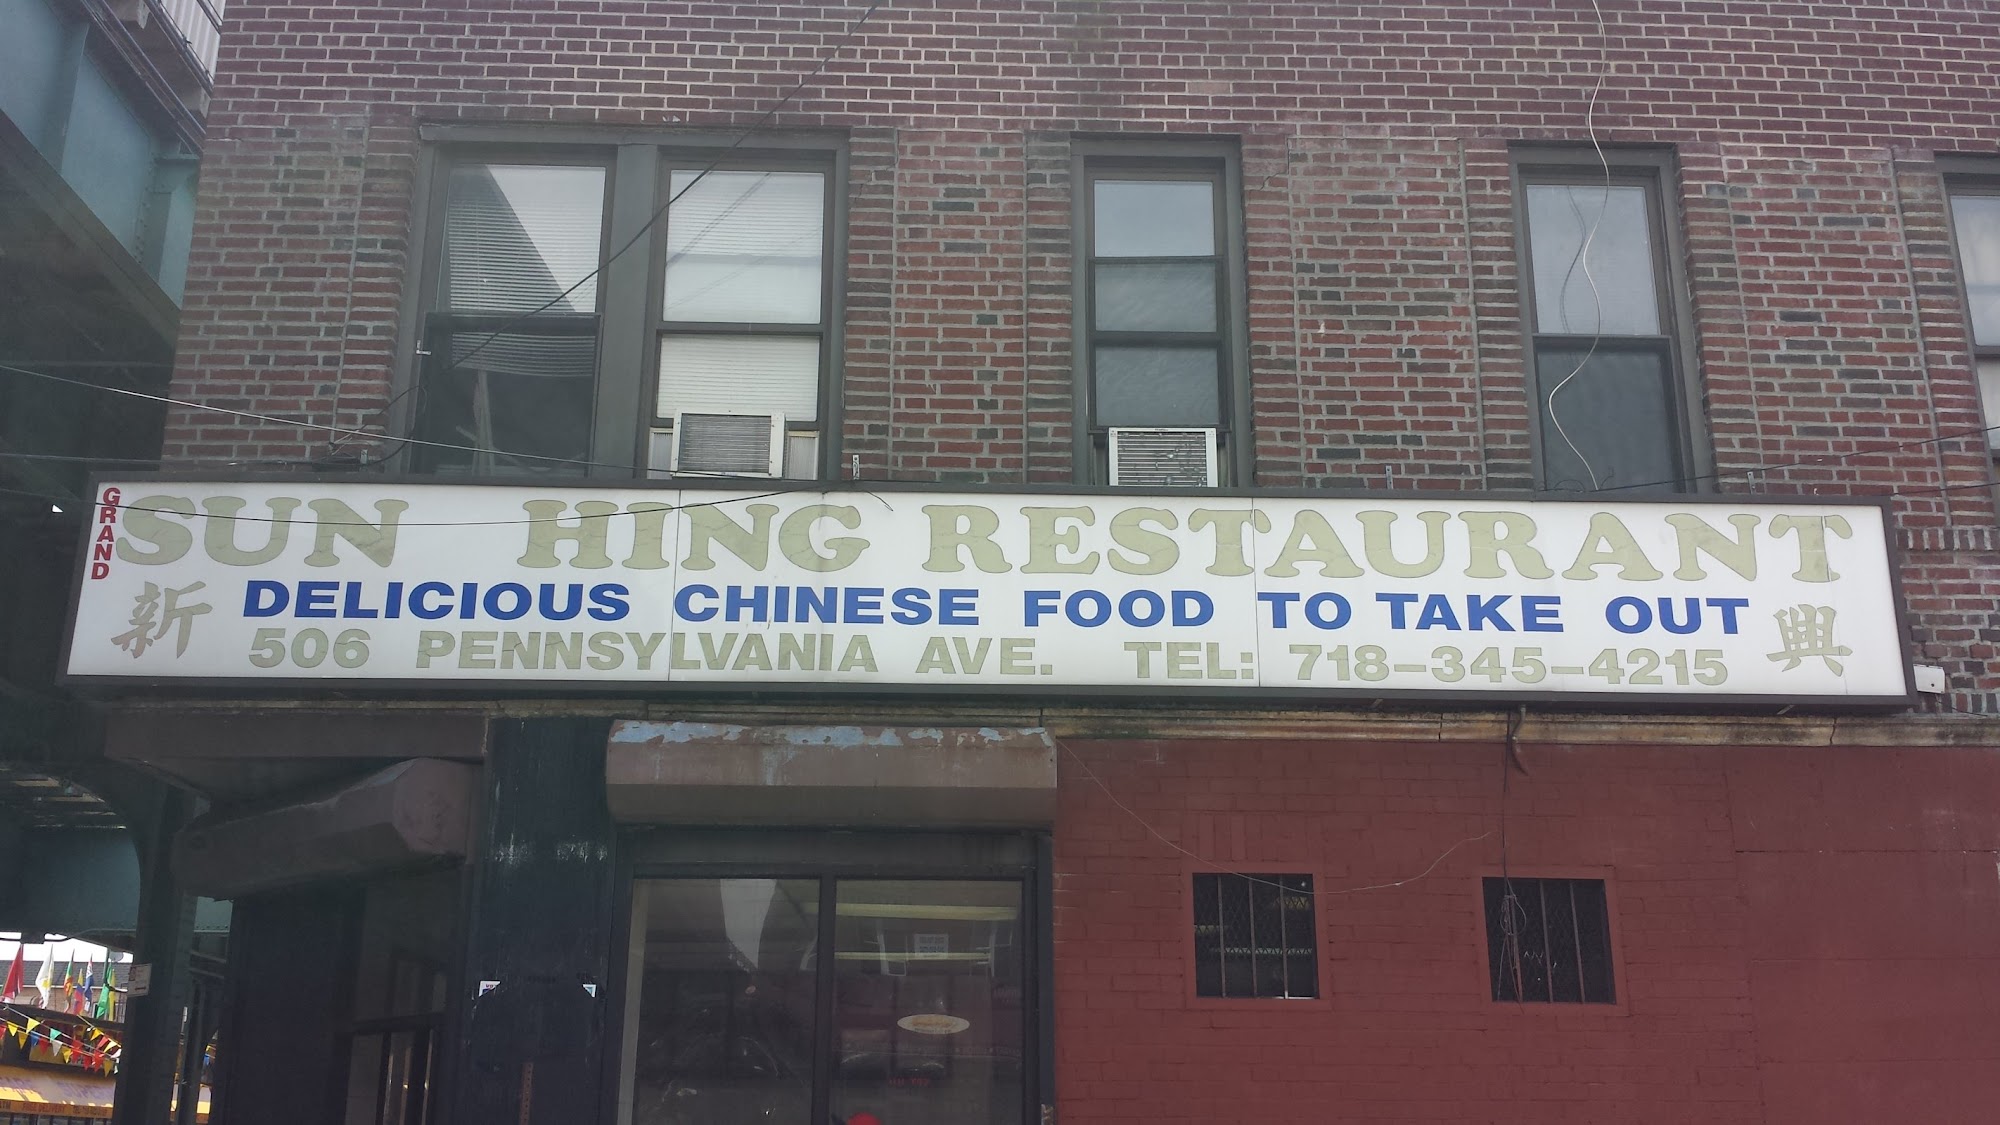 GRAND
SUN HING RESTAURANT
新 DELICIOUS CHINESE FOOD TO TAKE OUT 興
506 PENNSYLVANIA AVE. TEL: 718-345-4215